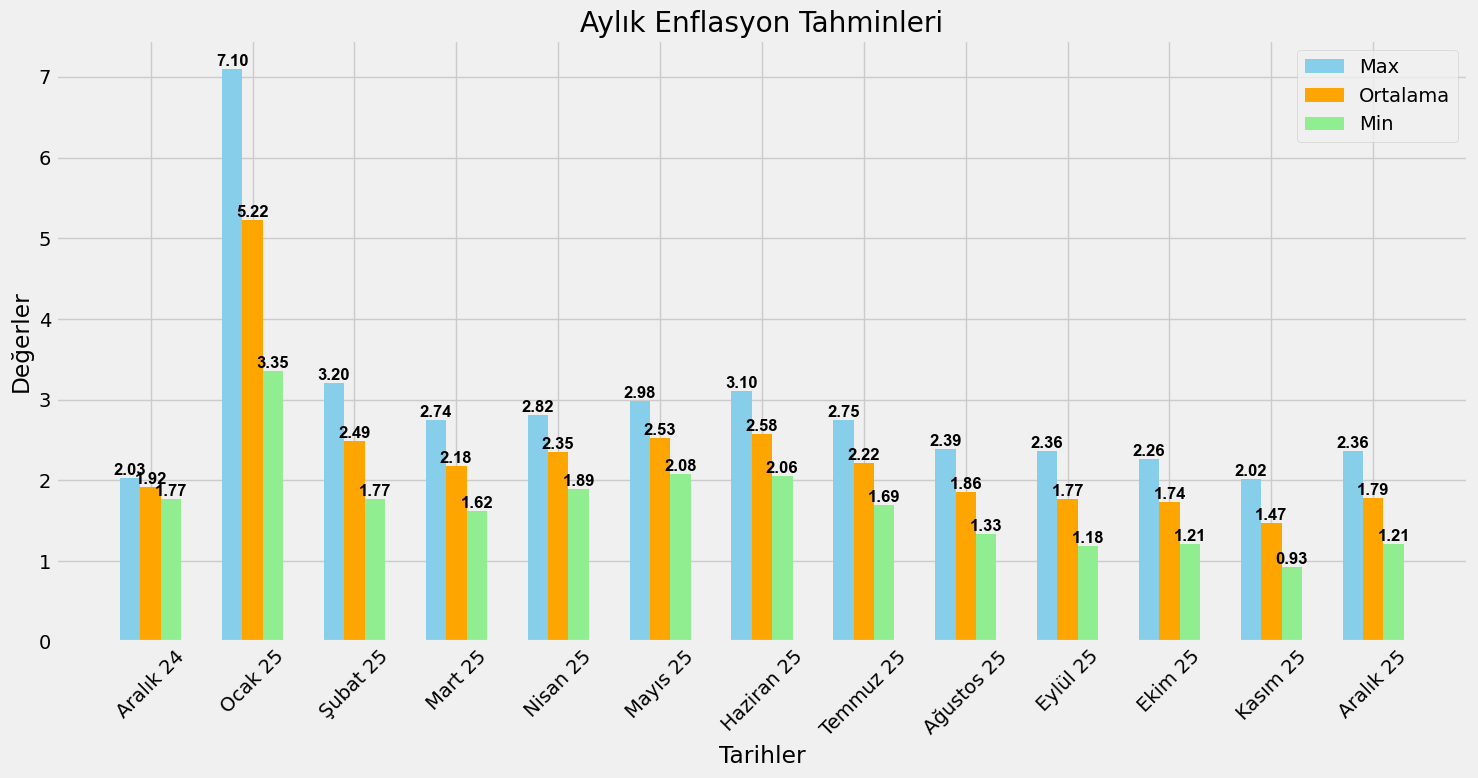 Aylık Enflasyon Tahminleri
Max
Ortalama
Min
Değerler
7
6
5
4
3
2
1
0
2.03
1.92
1.77
7.10
5.22
3.35
3.20
2.49
1.77
2.74
2.18
1.62
2.82
2.35
1.89
2.98
2.53
2.08
3.10
2.58
2.06
2.75
2.22
1.69
2.39
1.86
1.33
2.36
1.77
1.18
2.26
1.74
1.21
2.02
1.47
0.93
2.36
1.79
1.21
Aralık 24
Ocak 25
Şubat 25
Mart 25
Nisan 25
Mayıs 25
Haziran 25
Temmuz 25
Ağustos 25
Eylül 25
Ekim 25
Kasım 25
Aralık 25
Tarihler